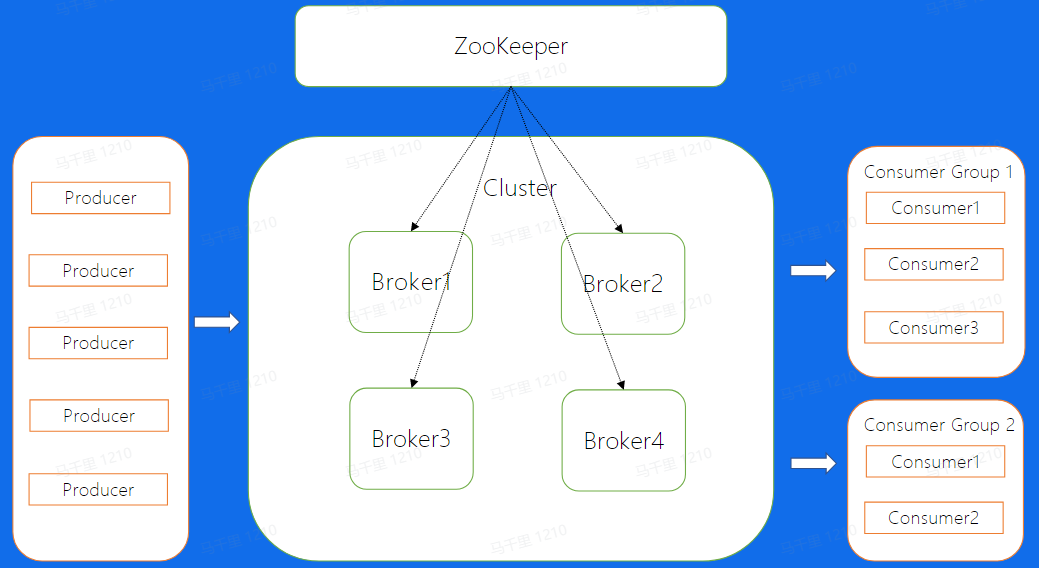 ZooKeeper
Producer
Producer
Producer
Producer
Producer
Cluster
Broker1
Broker2
Broker3
Broker4
Consumer Group 1
Consumer1
Consumer2
Consumer3
Consumer Group 2
Consumer1
Consumer2
马千里 1210